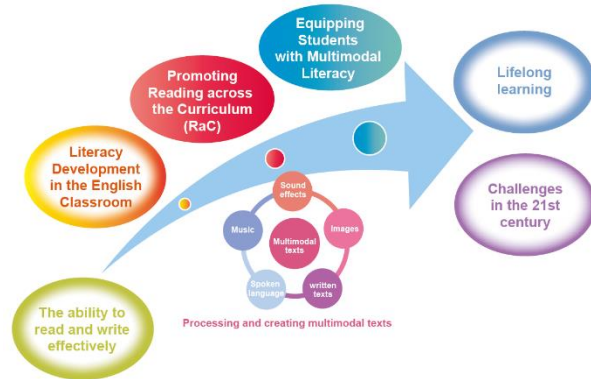 Equipping
Students
with Multimodal
Literacy
Promoting
Reading across
the Curriculum
(RaC)
Lifelong
learning
Literacy
Development
in the English
Classroom
Sound
effects
Music
Images
Multimodal
texts
Spoken
language
written
texts
Challenges
in the 21st
century
The ability to
read and write
effectively
Processing and creating multimodal texts